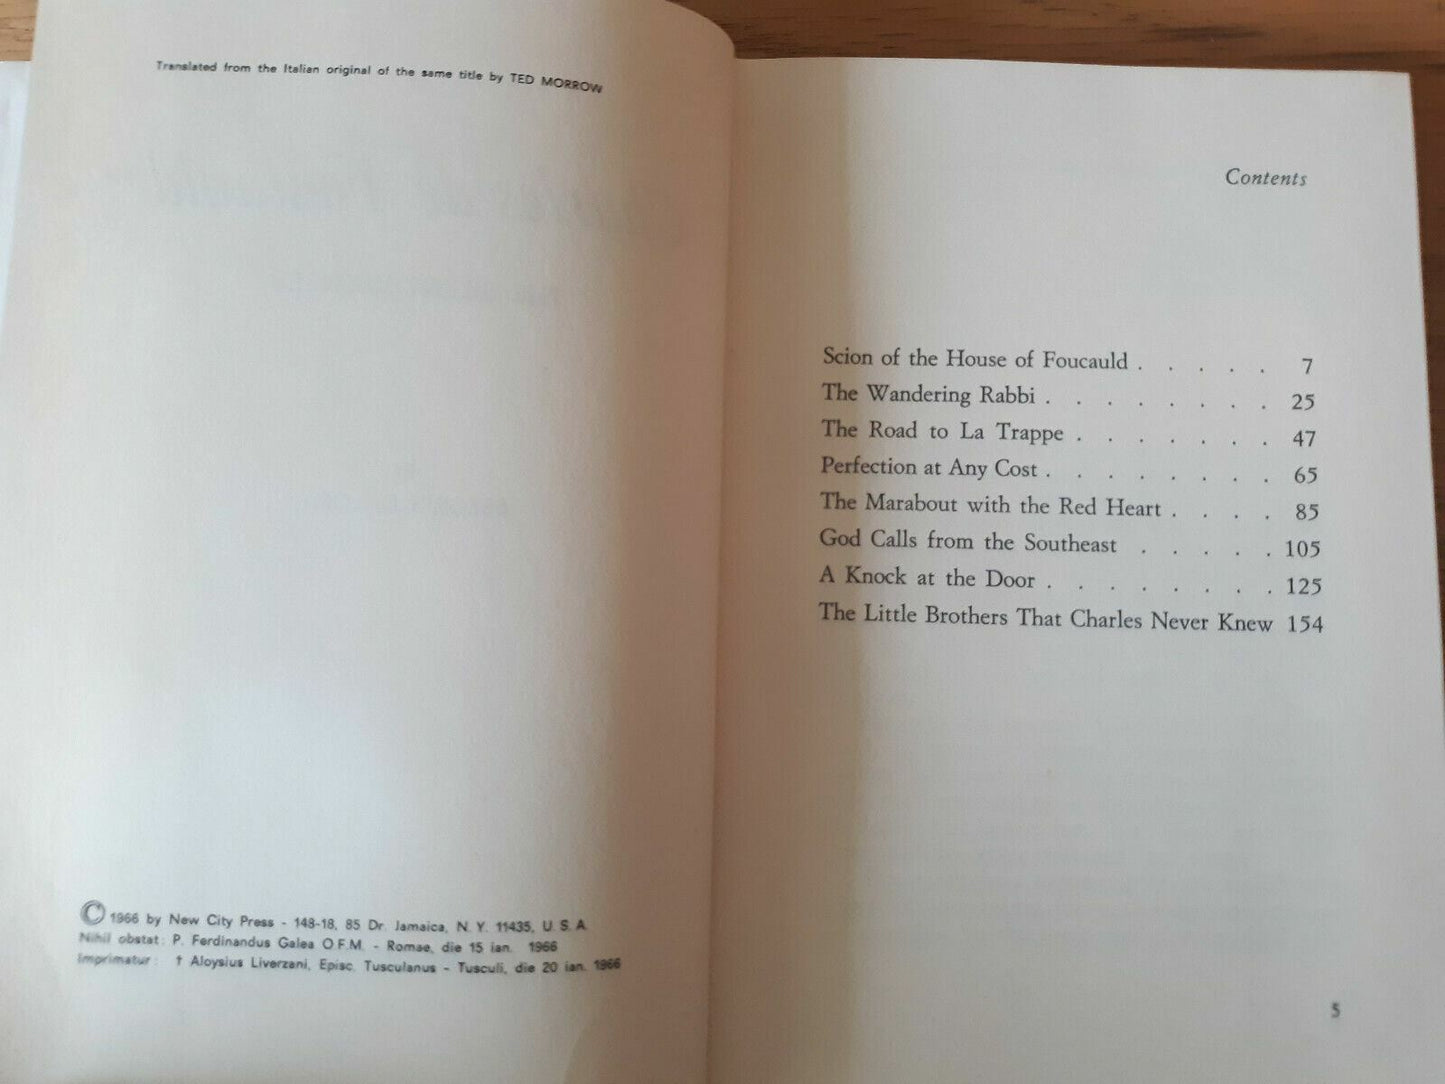 Translated from the Italian original of the same title by TED MORROW
© 1966 by New City Press - 148-18, 85 Dr. Jamaica, N. Y. 11435, U. S. A.
Nihil obstat: P. Ferdinandus Galea O.F.M. - Romae, die 15 ian. 1966
Imprimatur: † Aloysius Liverzani, Episc. Tusculanus - Tusculi, die 20 ian. 1966
Contents
Scion of the House of Foucauld . . . . . 7
The Wandering Rabbi . . . . . . . . 25
The Road to La Trappe . . . . . . . 47
Perfection at Any Cost . . . . . . . . 65
The Marabout with the Red Heart . . . . 85
God Calls from the Southeast . . . . . 105
A Knock at the Door . . . . . . . . 125
The Little Brothers That Charles Never Knew 154
5